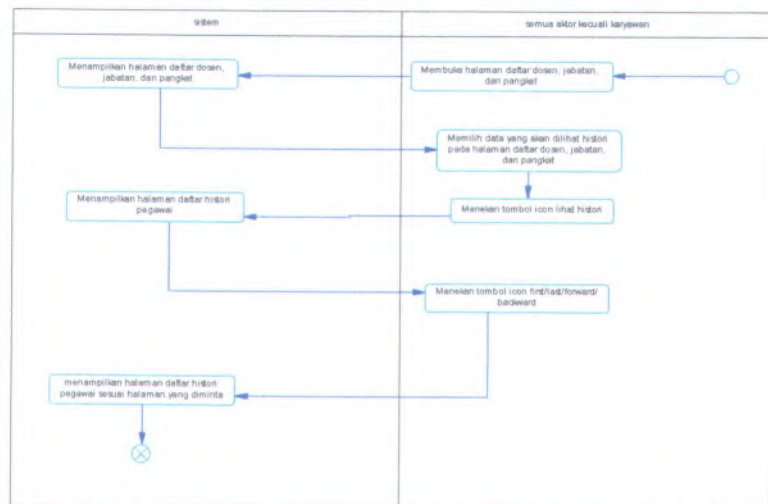 sistem
semua aktor kecuali karyawan
Menampilkan halaman daftar dosen,
jabatan, dan pangkat
Membuka halaman daftar dosen, jabatan,
dan pangkat
Memilih data yang akan dilihat histori
pada halaman daftar dosen, jabatan,
dan pangkat
Menampilkan halaman daftar histori
pegawai
Menekan tombol icon lihat histori
Menekan tombol icon first/last/forward/
backward
menampilkan halaman daftar histori
pegawai sesuai halaman yang diminta